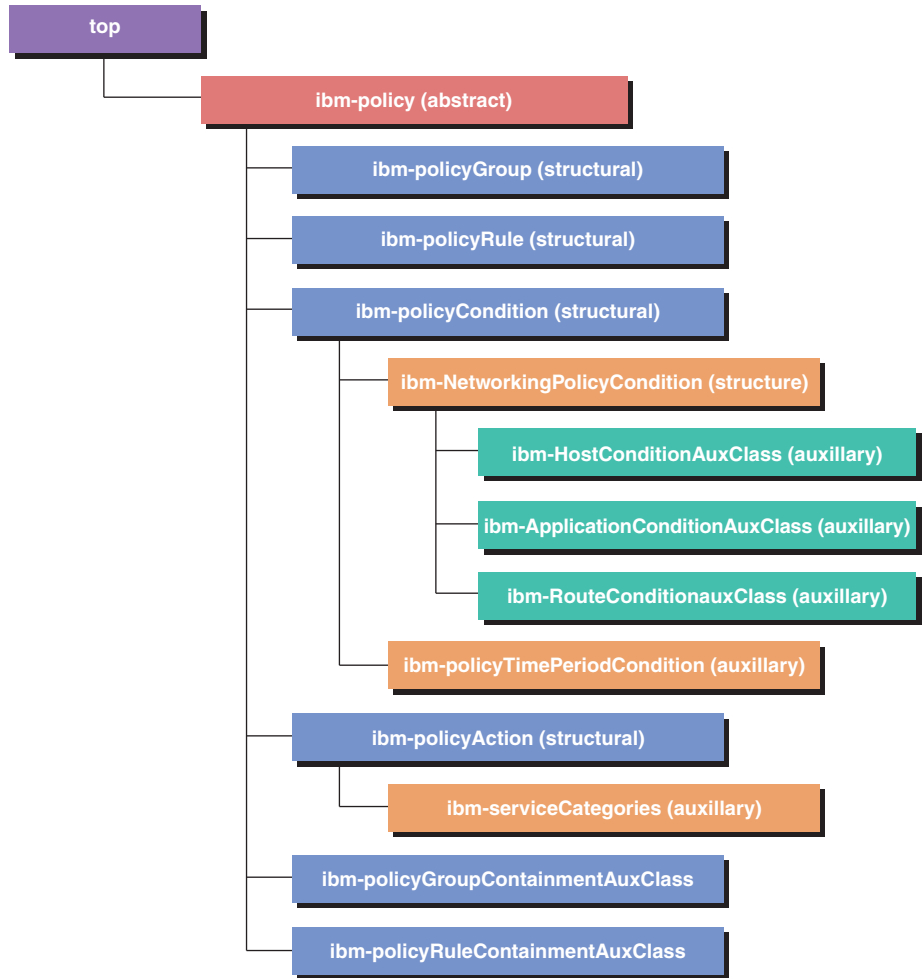 top
ibm-policy (abstract)
ibm-policyGroup (structural)
ibm-policyRule (structural)
ibm-policyCondition (structural)
ibm-NetworkingPolicyCondition (structure)
ibm-HostConditionAuxClass (auxillary)
ibm-ApplicationConditionAuxClass (auxillary)
ibm-RouteConditionauxClass (auxillary)
ibm-policyTimePeriodCondition (auxillary)
ibm-policyAction (structural)
ibm-serviceCategories (auxillary)
ibm-policyGroupContainmentAuxClass
ibm-policyRuleContainmentAuxClass